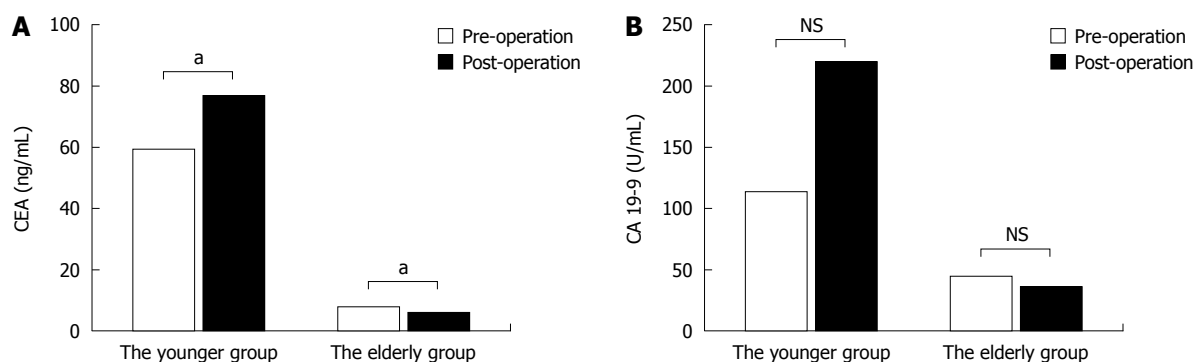 A
100
80
60
40
20
0
CEA (ng/mL)
Pre-operation
Post-operation
a
a
The younger group
The elderly group
B
250
200
150
100
50
0
CA 19-9 (U/mL)
NS
Pre-operation
Post-operation
NS
The younger group
The elderly group